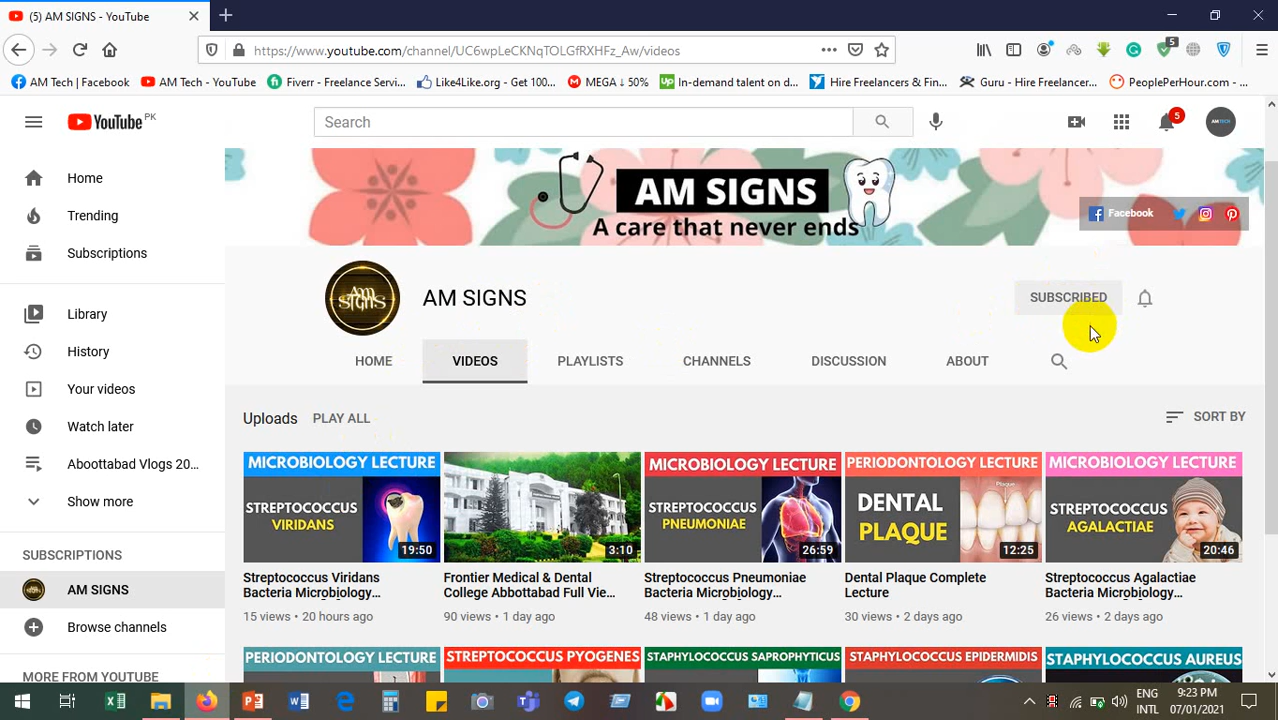 (5) AM SIGNS - YouTube
https://www.youtube.com/channel/UC6wpLeCKNqTOLGfRXHFz_Aw/videos
5
AM Tech | Facebook
AM Tech - YouTube
Fiverr - Freelance Servi...
Like4Like.org - Get 100...
MEGA ↓ 50%
In-demand talent on d...
Hire Freelancers & Fin...
Guru - Hire Freelancer...
PeoplePerHour.com - ...
YouTube PK
Search
5
AM TECH
Home
Trending
Subscriptions
Library
History
Your videos
Watch later
Aboottabad Vlogs 20...
Show more
SUBSCRIPTIONS
AM SIGNS
Browse channels
MORE FROM YOUTUBE
AM SIGNS
A care that never ends
Facebook
AM SIGNS
AM SIGNS
SUBSCRIBED
HOME
VIDEOS
PLAYLISTS
CHANNELS
DISCUSSION
ABOUT
Uploads
PLAY ALL
SORT BY
MICROBIOLOGY LECTURE
STREPTOCOCCUS
VIRIDANS
19:50
Streptococcus Viridans
Bacteria Microbiology...
15 views • 20 hours ago
3:10
Frontier Medical & Dental
College Abbottabad Full Vie...
90 views • 1 day ago
MICROBIOLOGY LECTURE
STREPTOCOCCUS
PNEUMONIAE
26:59
Streptococcus Pneumoniae
Bacteria Microbiology...
48 views • 1 day ago
PERIODONTOLOGY LECTURE
DENTAL
PLAQUE
Plaque
12:25
Dental Plaque Complete
Lecture
30 views • 2 days ago
MICROBIOLOGY LECTURE
STREPTOCOCCUS
AGALACTIAE
20:46
Streptococcus Agalactiae
Bacteria Microbiology...
26 views • 2 days ago
PERIODONTOLOGY LECTURE
STREPTOCOCCUS PYOGENES
STAPHYLOCOCCUS SAPROPHYTICUS
STAPHYLOCOCCUS EPIDERMIDIS
STAPHYLOCOCCUS AUREUS
ENG
INTL
9:23 PM
07/01/2021